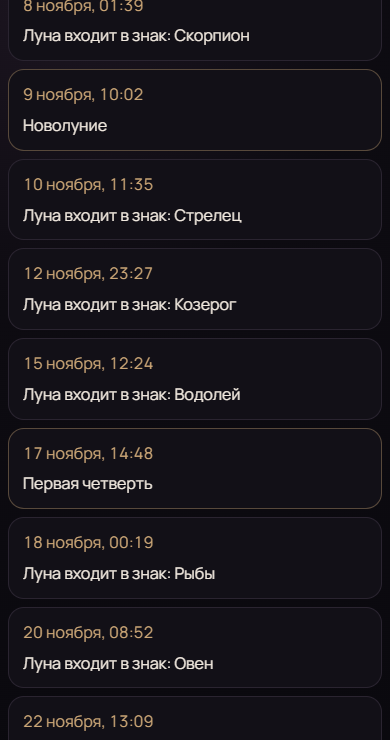 8 ноября, 01:39
Луна входит в знак: Скорпион
9 ноября, 10:02
Новолуние
10 ноября, 11:35
Луна входит в знак: Стрелец
12 ноября, 23:27
Луна входит в знак: Козерог
15 ноября, 12:24
Луна входит в знак: Водолей
17 ноября, 14:48
Первая четверть
18 ноября, 00:19
Луна входит в знак: Рыбы
20 ноября, 08:52
Луна входит в знак: Овен
22 ноября, 13:09